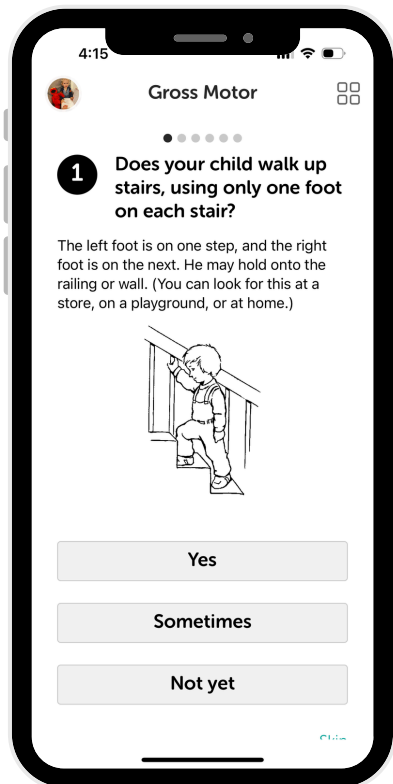 4:15
Gross Motor
1
Does your child walk up
stairs, using only one foot
on each stair?
The left foot is on one step, and the right
foot is on the next. He may hold onto the
railing or wall. (You can look for this at a
store, on a playground, or at home.)
Yes
Sometimes
Not yet
Skip